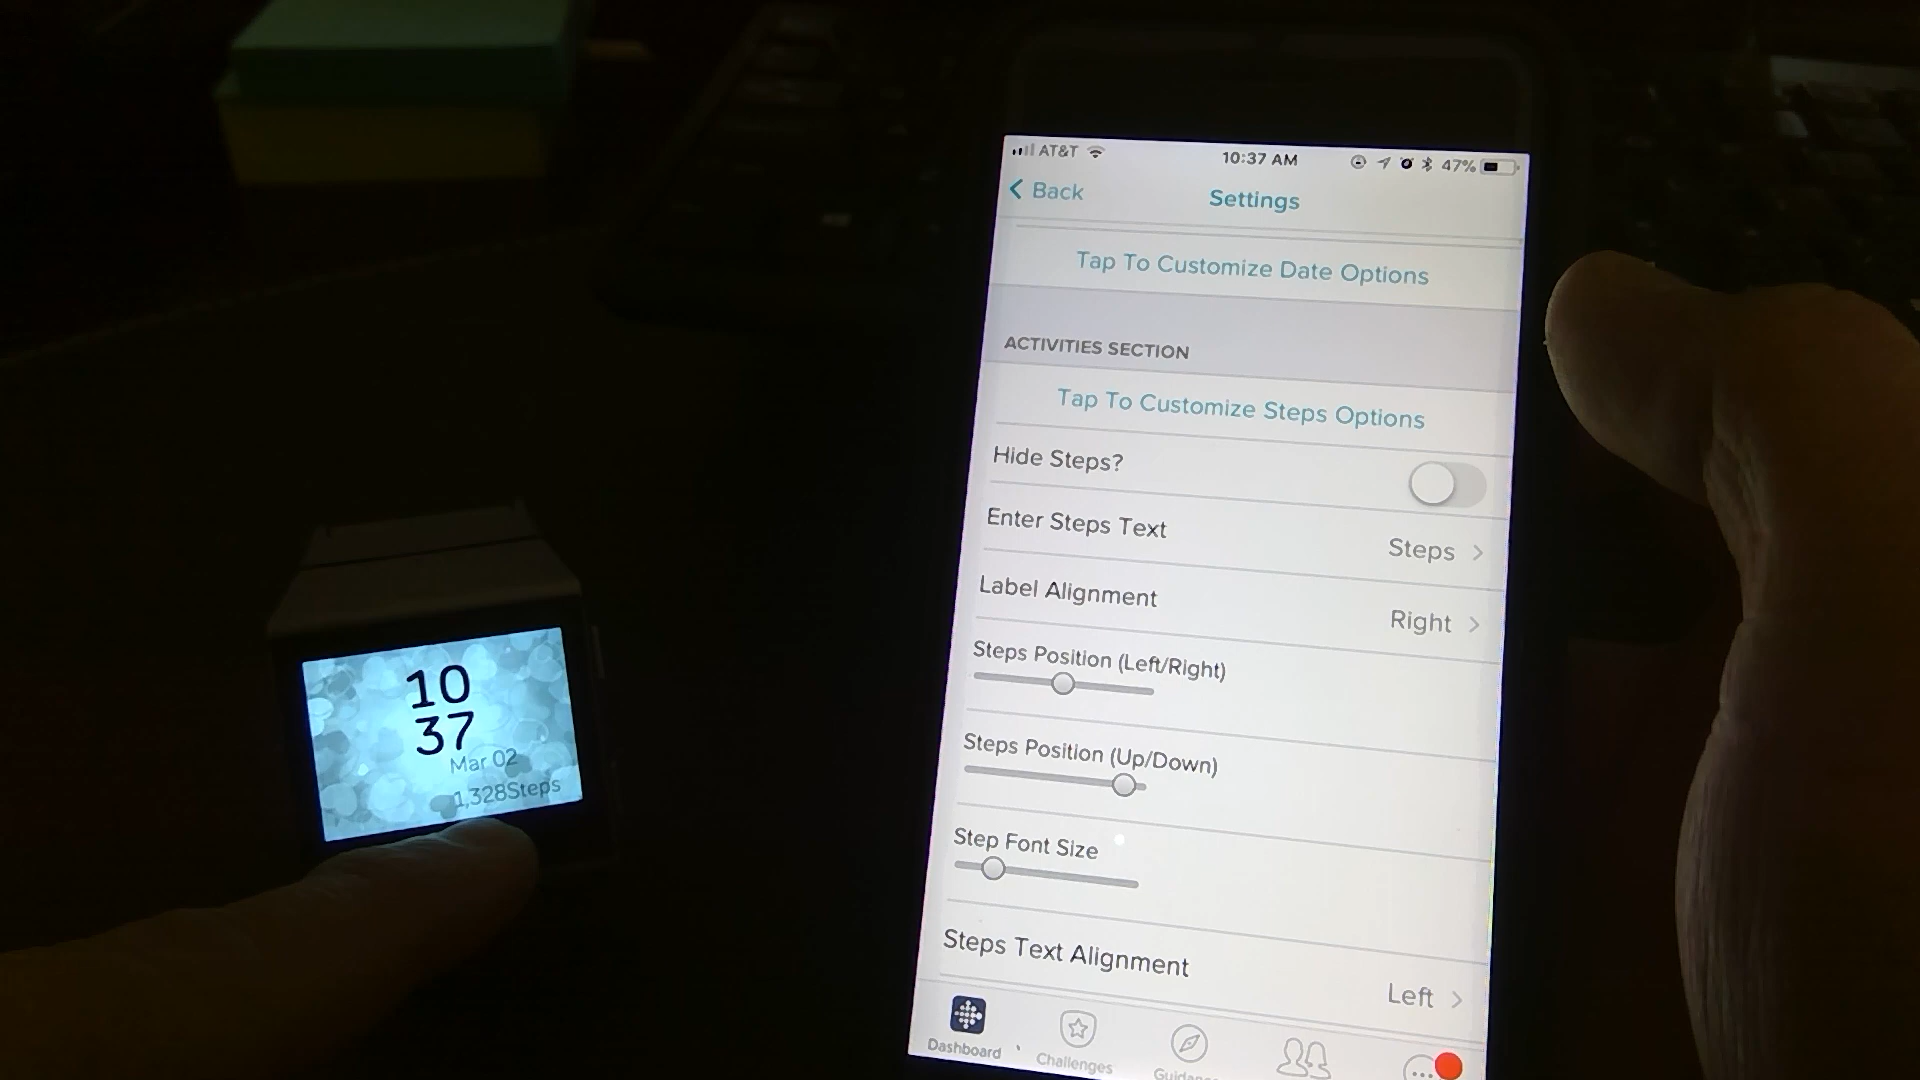 10
37
Mar 02
1,328Steps
AT&T 10:37 AM 47%
Back Settings
Tap To Customize Date Options
ACTIVITIES SECTION
Tap To Customize Steps Options
Hide Steps?
Enter Steps Text Steps
Label Alignment Right
Steps Position (Left/Right)
Steps Position (Up/Down)
Step Font Size
Steps Text Alignment Left
Dashboard Challenges